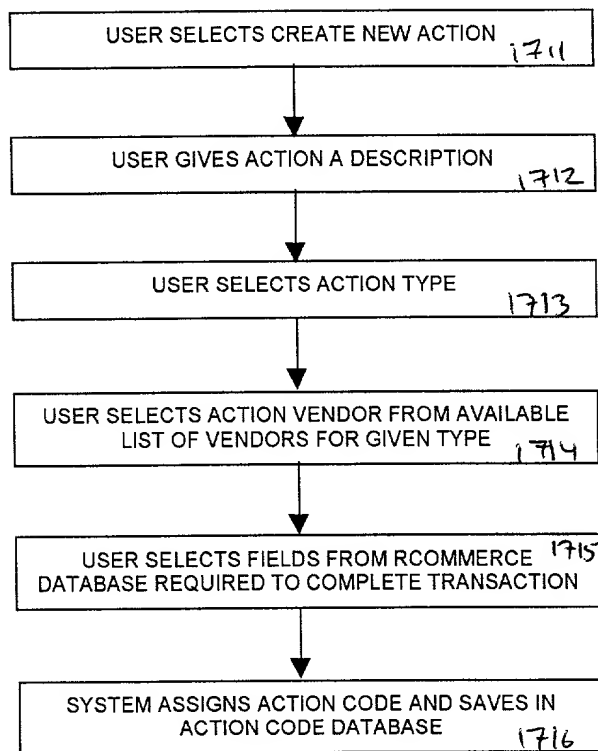 USER SELECTS CREATE NEW ACTION
1711
USER GIVES ACTION A DESCRIPTION
1712
USER SELECTS ACTION TYPE
1713
USER SELECTS ACTION VENDOR FROM AVAILABLE
LIST OF VENDORS FOR GIVEN TYPE
1714
USER SELECTS FIELDS FROM RCOMMERCE 1715
DATABASE REQUIRED TO COMPLETE TRANSACTION
SYSTEM ASSIGNS ACTION CODE AND SAVES IN
ACTION CODE DATABASE
1716